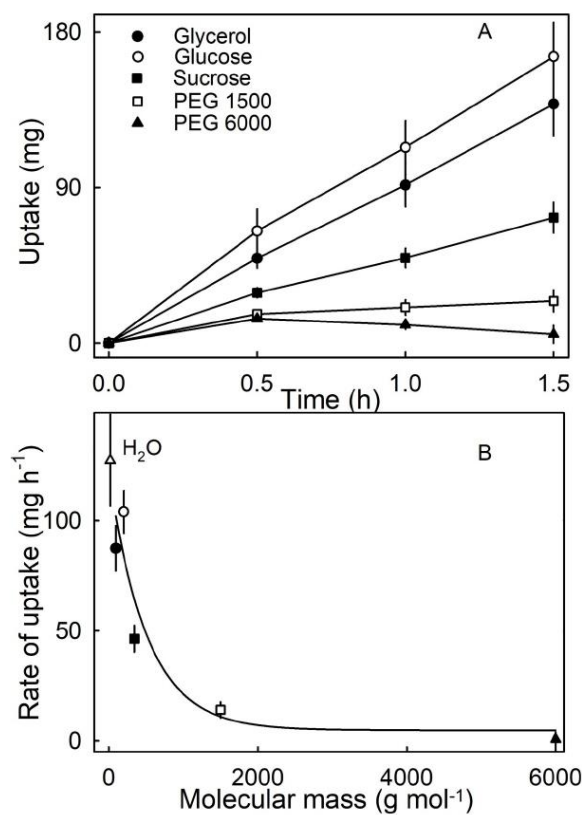 180
A
Glycerol
Glucose
Sucrose
PEG 1500
PEG 6000
90
Uptake (mg)
0
0.0 0.5 1.0 1.5
Time (h)
H₂O
B
100
Rate of uptake (mg h⁻¹)
50
0
0 2000 4000 6000
Molecular mass (g mol⁻¹)